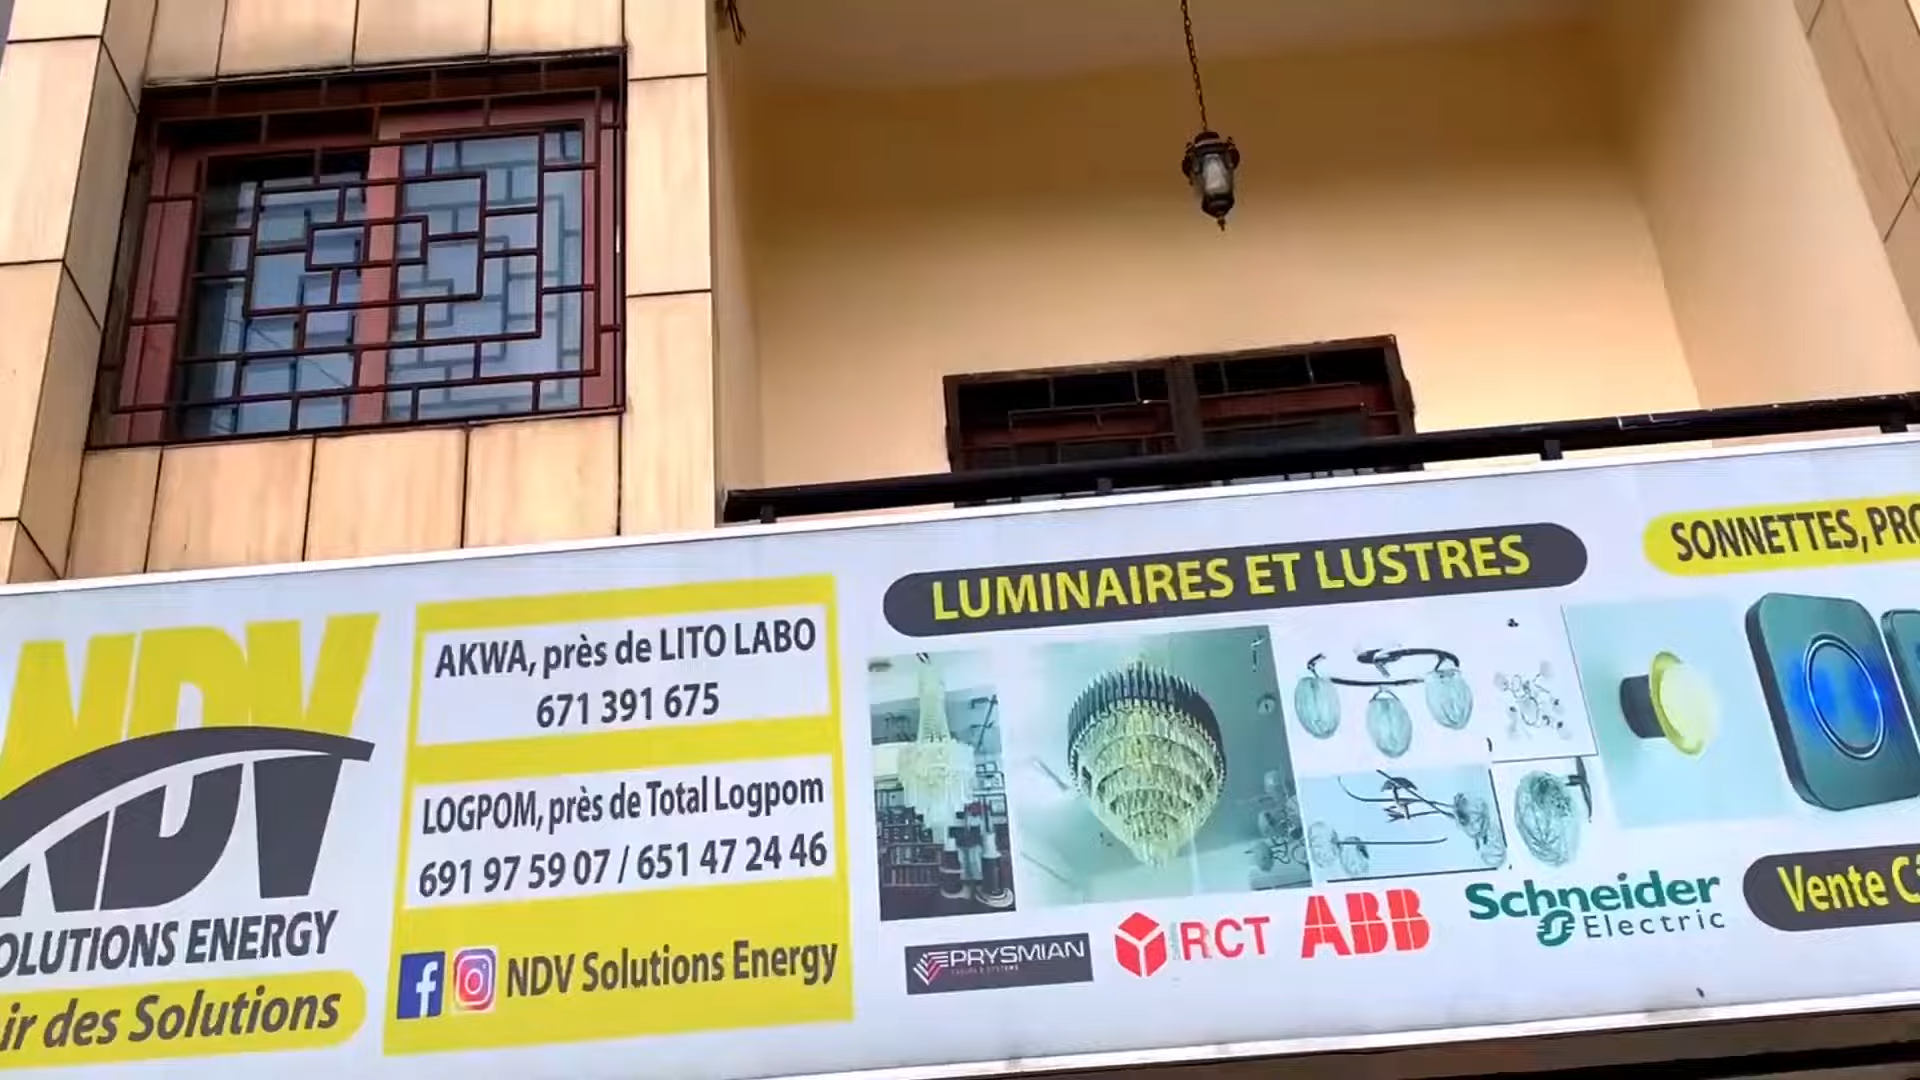 NDV
NDV
SOLUTIONS ENERGY
ir des Solutions
AKWA, près de LITO LABO
671 391 675
LOGPOM, près de Total Logpom
691 97 59 07 / 651 47 24 46
NDV Solutions Energy
LUMINAIRES ET LUSTRES
PRYSMIAN
RCT
ABB
Schneider
Electric
SONNETTES, PRO
Vente C